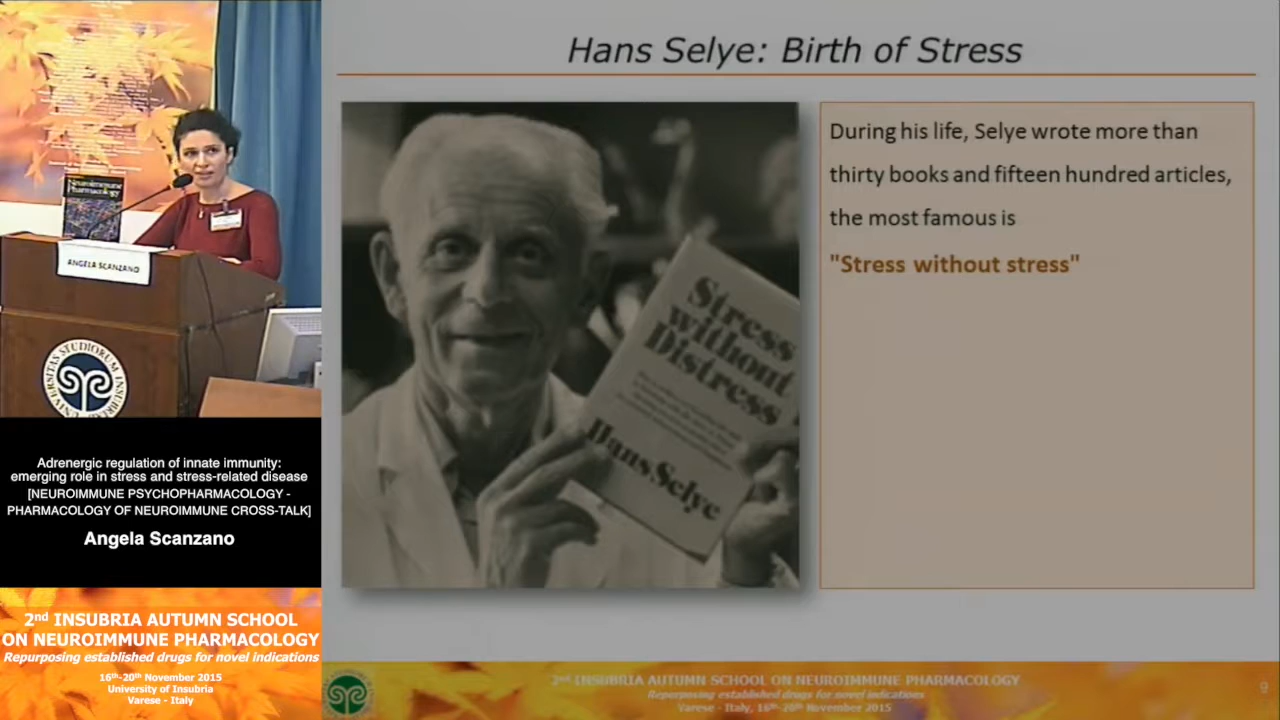 Hans Selye: Birth of Stress
During his life, Selye wrote more than
thirty books and fifteen hundred articles,
the most famous is
"Stress without stress"
Stress
without
Distress
Hans Selye
Neuroimmune
Pharmacology
ANGELA SCANZANO
Adrenergic regulation of innate immunity:
emerging role in stress and stress-related disease
[NEUROIMMUNE PSYCHOPHARMACOLOGY -
PHARMACOLOGY OF NEUROIMMUNE CROSS-TALK]
Angela Scanzano
2nd INSUBRIA AUTUMN SCHOOL
ON NEUROIMMUNE PHARMACOLOGY
Repurposing established drugs for novel indications
16th-20th November 2015
University of Insubria
Varese - Italy
2nd INSUBRIA AUTUMN SCHOOL ON NEUROIMMUNE PHARMACOLOGY
Repurposing established drugs for novel indications
Varese - Italy, 16th-20th November 2015
9